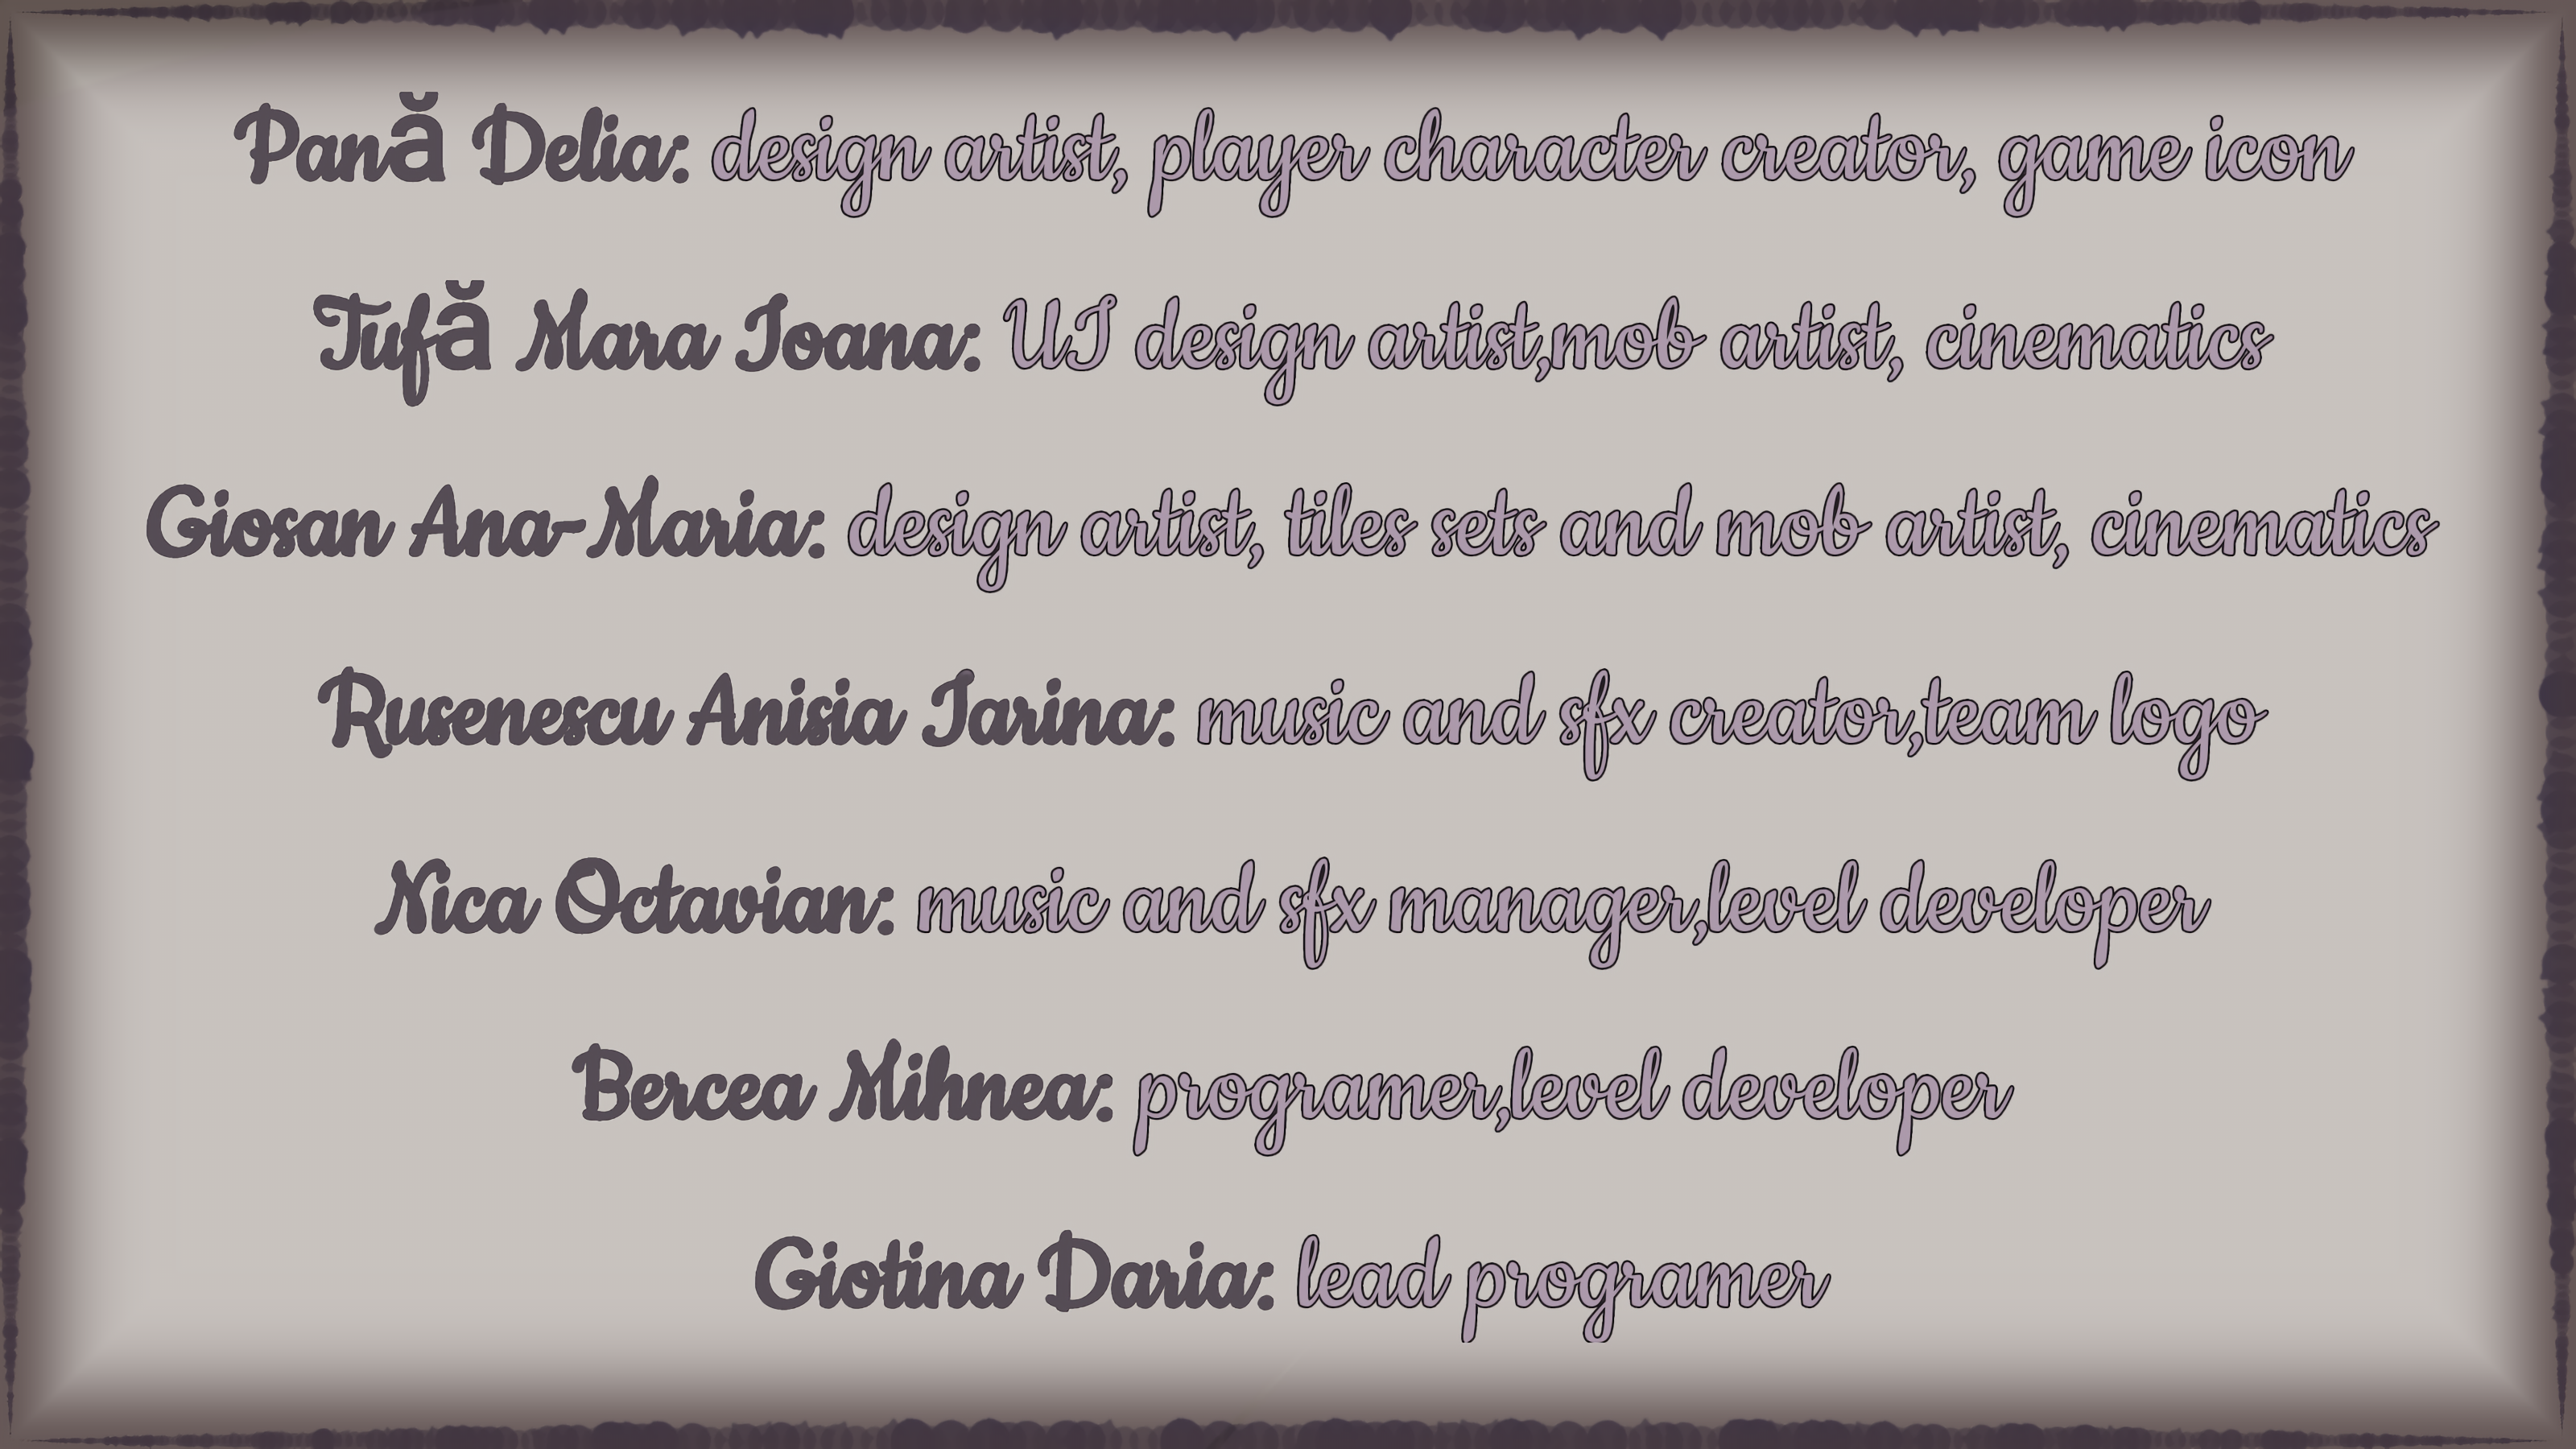 Pană Delia: design artist, player character creator, game icon
Tufă Mara Ioana: UI design artist,mob artist, cinematics
Giosan Ana-Maria: design artist, tiles sets and mob artist, cinematics
Rusenescu Anisia Iarina: music and sfx creator,team logo
Nica Octavian: music and sfx manager,level developer
Bercea Mihnea: programer,level developer
Giotina Daria: lead programer